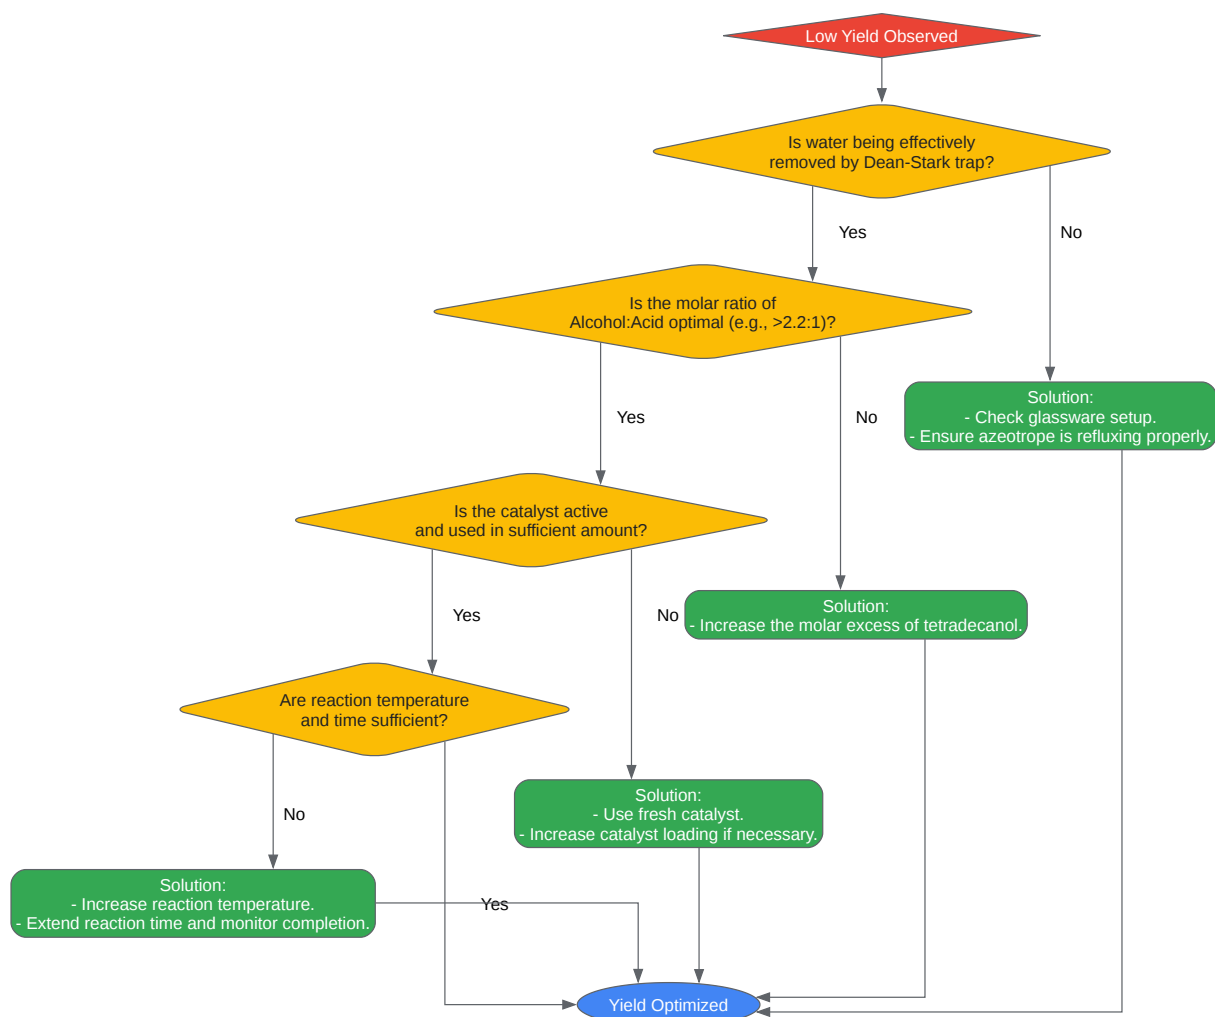 Low Yield Observed
Is water being effectively
removed by Dean-Stark trap?
Yes
No
Is the molar ratio of
Alcohol:Acid optimal (e.g., >2.2:1)?
Yes
No
Solution:
- Check glassware setup.
- Ensure azeotrope is refluxing properly.
Is the catalyst active
and used in sufficient amount?
Yes
No
Solution:
- Increase the molar excess of tetradecanol.
Are reaction temperature
and time sufficient?
No
Yes
Solution:
- Use fresh catalyst.
- Increase catalyst loading if necessary.
Solution:
- Increase reaction temperature.
- Extend reaction time and monitor completion.
Yield Optimized